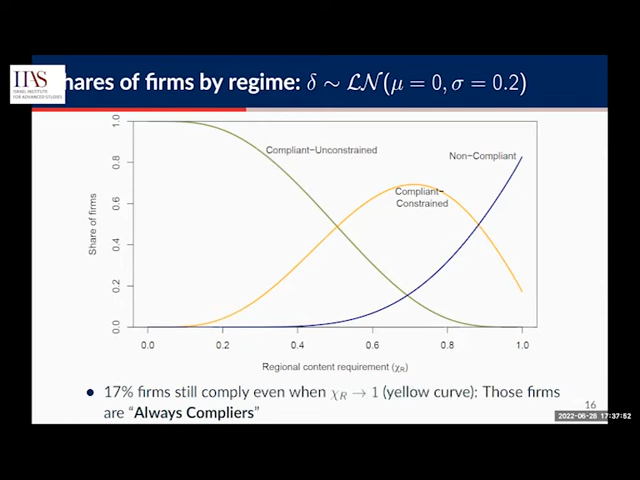 IIAS
ISRAEL INSTITUTE
FOR ADVANCED STUDIES
hares of firms by regime: δ ∼ ℒ𝒩(μ = 0, σ = 0.2)
Compliant−Unconstrained
Non−Compliant
Compliant−
Constrained
Share of firms
0.0 0.2 0.4 0.6 0.8 1.0
0.0 0.2 0.4 0.6 0.8 1.0
Regional content requirement (χR)
● 17% firms still comply even when χR → 1 (yellow curve): Those firms
are “Always Compliers”
16
2022-06-28 17:37:52